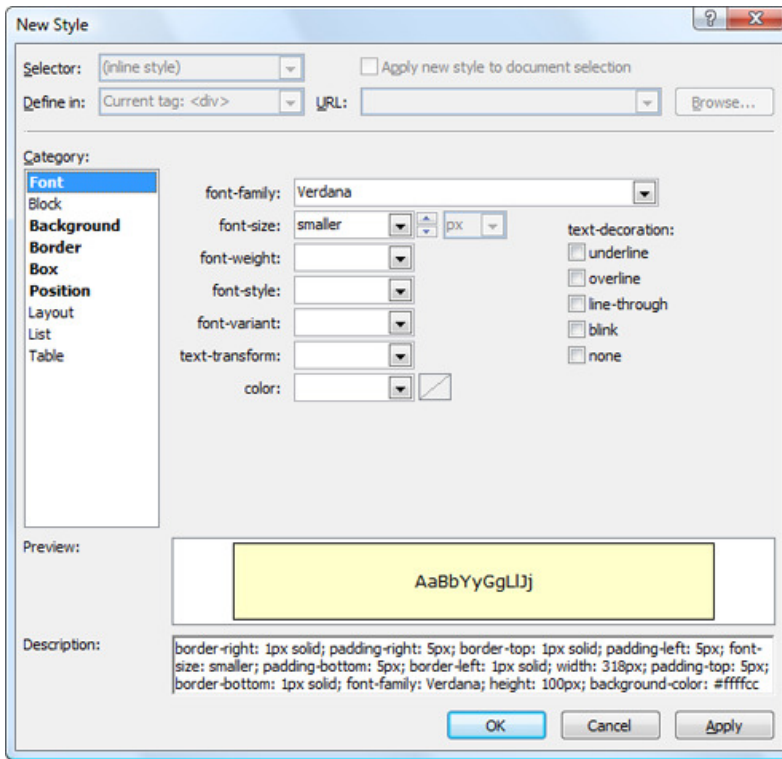 New Style
Selector: (inline style) Apply new style to document selection
Define in: Current tag: <div> URL: Browse...
Category:
Font
Block
Background
Border
Box
Position
Layout
List
Table
font-family: Verdana
font-size: smaller px
font-weight:
font-style:
font-variant:
text-transform:
color:
text-decoration:
underline
overline
line-through
blink
none
Preview:
AaBbYyGgLlJj
Description:
border-right: 1px solid; padding-right: 5px; border-top: 1px solid; padding-left: 5px; font-
size: smaller; padding-bottom: 5px; border-left: 1px solid; width: 318px; padding-top: 5px;
border-bottom: 1px solid; font-family: Verdana; height: 100px; background-color: #ffffcc
OK Cancel Apply